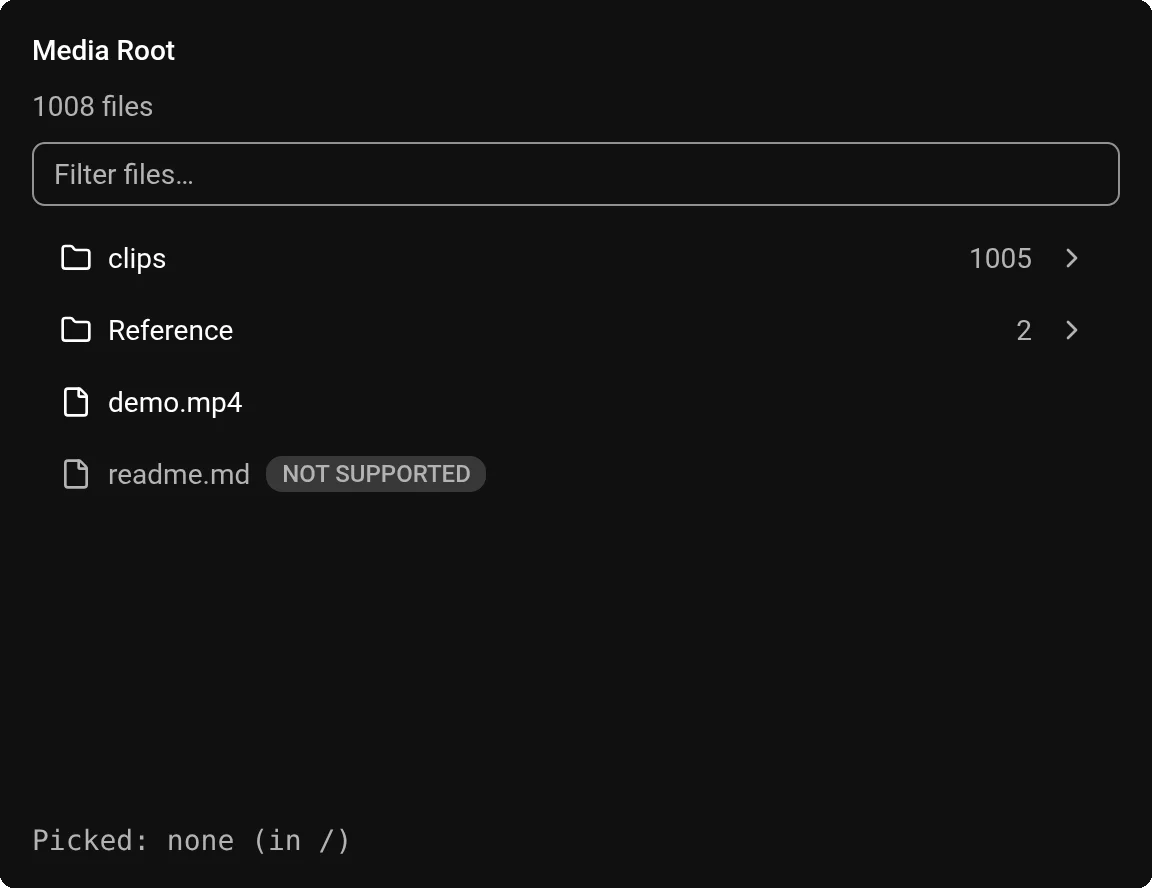 Media Root
1008 files
Filter files…
clips 1005
Reference 2
demo.mp4
readme.md NOT SUPPORTED
Picked: none (in /)